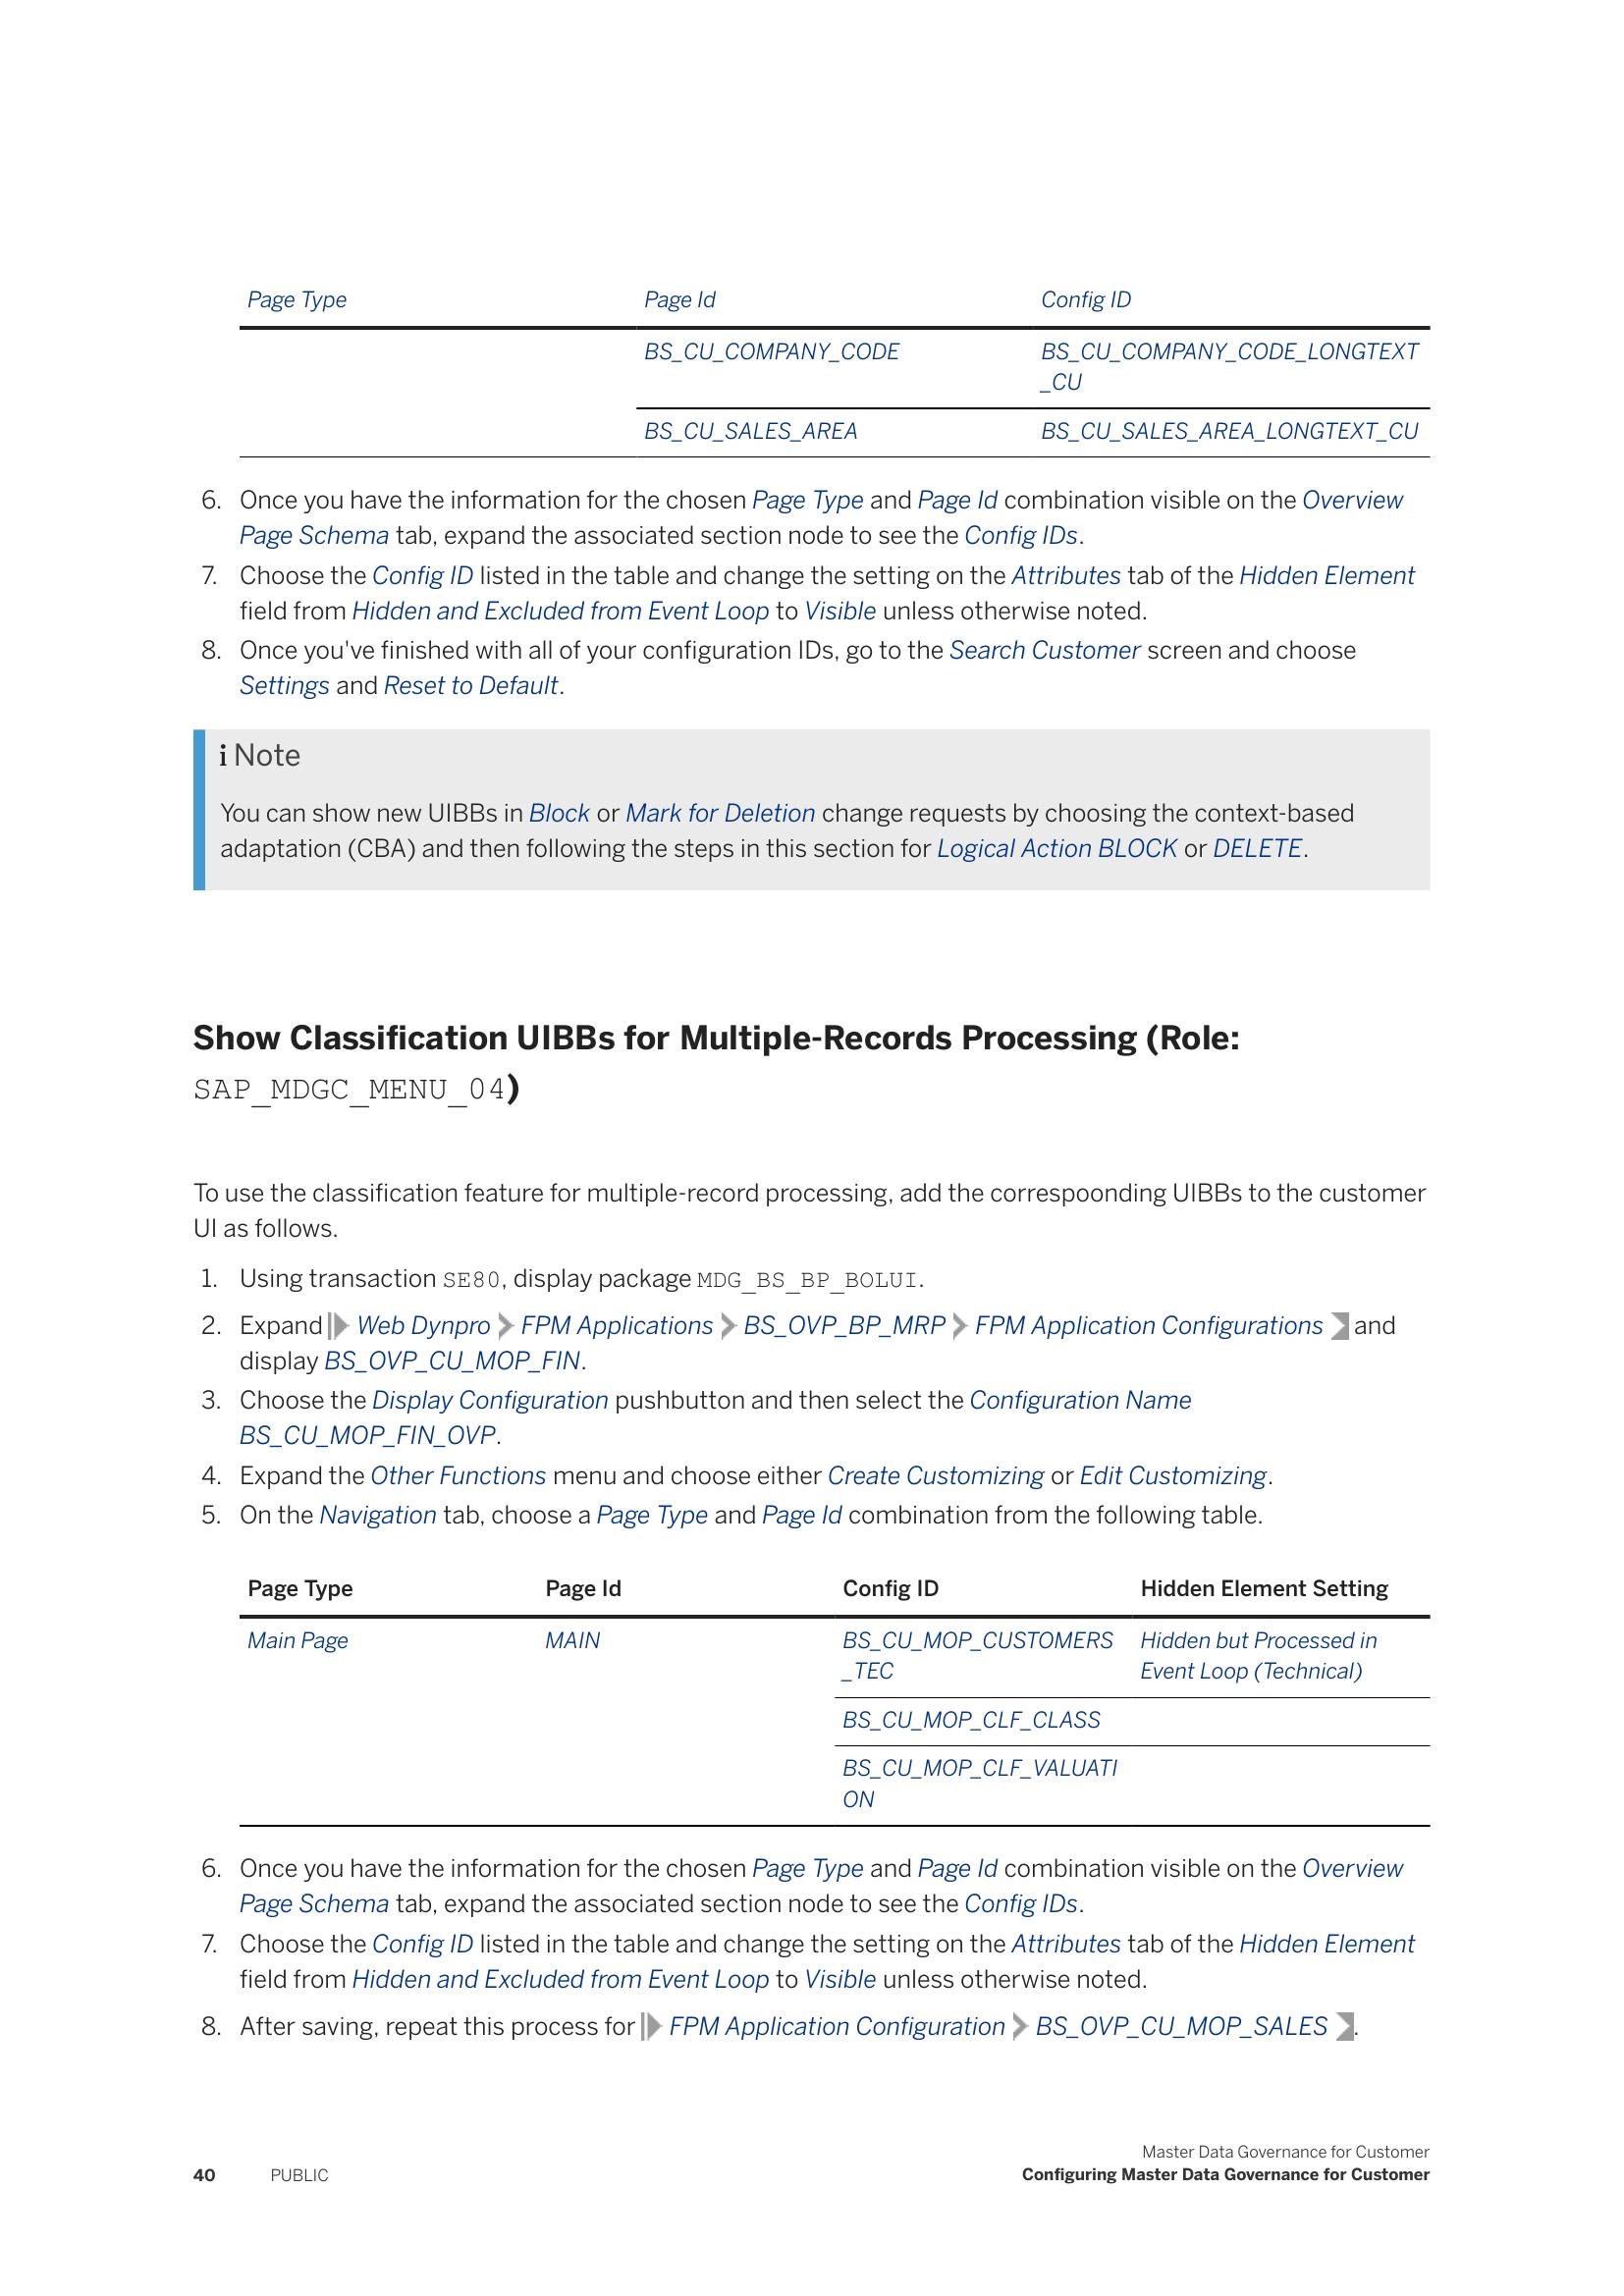 Page Type Page Id Config ID
BS_CU_COMPANY_CODE BS_CU_COMPANY_CODE_LONGTEXT
_CU
BS_CU_SALES_AREA BS_CU_SALES_AREA_LONGTEXT_CU
6. Once you have the information for the chosen Page Type and Page Id combination visible on the Overview
Page Schema tab, expand the associated section node to see the Config IDs.
7. Choose the Config ID listed in the table and change the setting on the Attributes tab of the Hidden Element
field from Hidden and Excluded from Event Loop to Visible unless otherwise noted.
8. Once you've finished with all of your configuration IDs, go to the Search Customer screen and choose
Settings and Reset to Default.
i Note
You can show new UIBBs in Block or Mark for Deletion change requests by choosing the context-based
adaptation (CBA) and then following the steps in this section for Logical Action BLOCK or DELETE.
Show Classification UIBBs for Multiple-Records Processing (Role:
SAP_MDGC_MENU_04)
To use the classification feature for multiple-record processing, add the correspoonding UIBBs to the customer
UI as follows.
1. Using transaction SE80, display package MDG_BS_BP_BOLUI.
2. Expand Web Dynpro FPM Applications BS_OVP_BP_MRP FPM Application Configurations and
display BS_OVP_CU_MOP_FIN.
3. Choose the Display Configuration pushbutton and then select the Configuration Name
BS_CU_MOP_FIN_OVP.
4. Expand the Other Functions menu and choose either Create Customizing or Edit Customizing.
5. On the Navigation tab, choose a Page Type and Page Id combination from the following table.
Page Type Page Id Config ID Hidden Element Setting
Main Page MAIN BS_CU_MOP_CUSTOMERS Hidden but Processed in
_TEC Event Loop (Technical)
BS_CU_MOP_CLF_CLASS
BS_CU_MOP_CLF_VALUATI
ON
6. Once you have the information for the chosen Page Type and Page Id combination visible on the Overview
Page Schema tab, expand the associated section node to see the Config IDs.
7. Choose the Config ID listed in the table and change the setting on the Attributes tab of the Hidden Element
field from Hidden and Excluded from Event Loop to Visible unless otherwise noted.
8. After saving, repeat this process for FPM Application Configuration BS_OVP_CU_MOP_SALES .
Master Data Governance for Customer
40 PUBLIC Configuring Master Data Governance for Customer